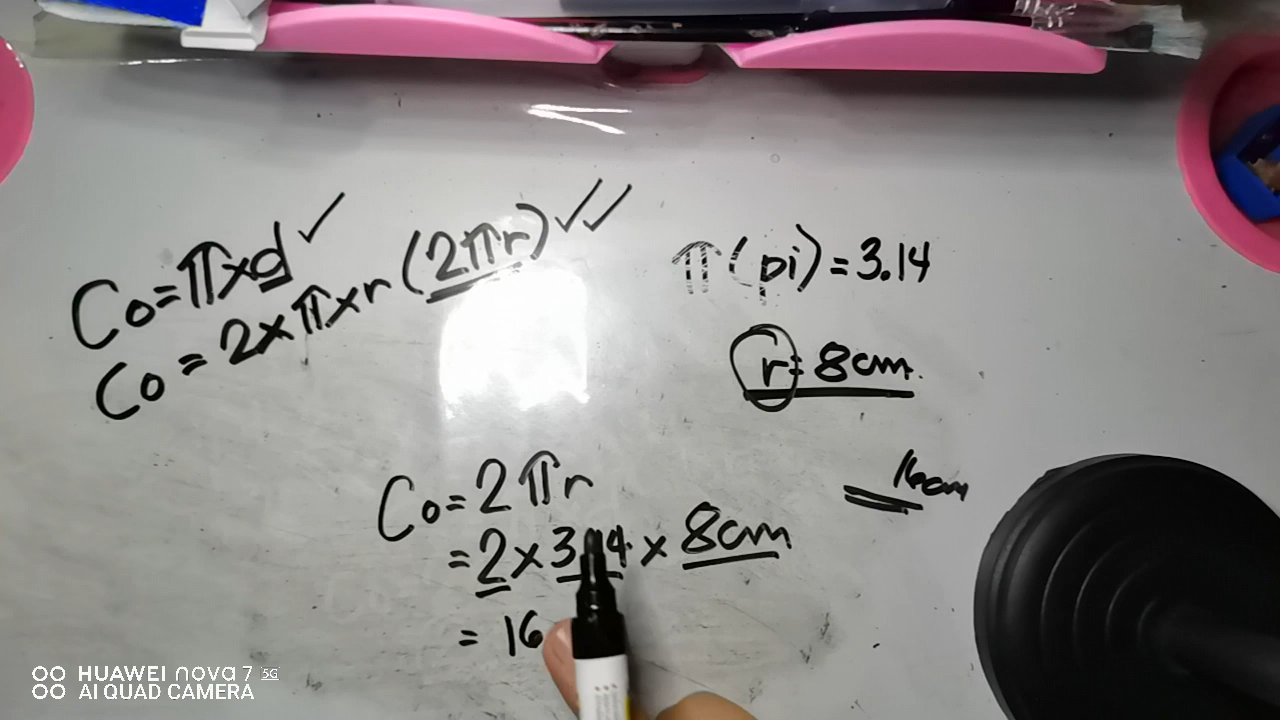 Co=π×d ✓
Co=2×π×r(2πr)✓✓
π(pi)=3.14
r=8cm.
16cm
Co=2πr
=2×3.14×8cm
=16
HUAWEI nova 7 5G
AI QUAD CAMERA